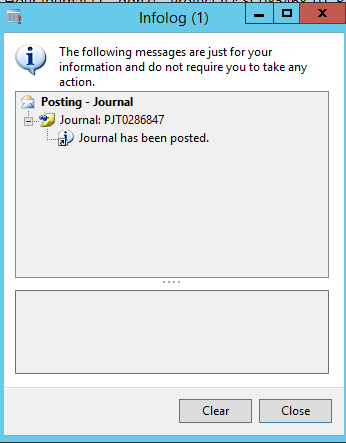 Infolog (1)
The following messages are just for your
information and do not require you to take any
action.
Posting - Journal
Journal: PJT0286847
Journal has been posted.
Clear
Close